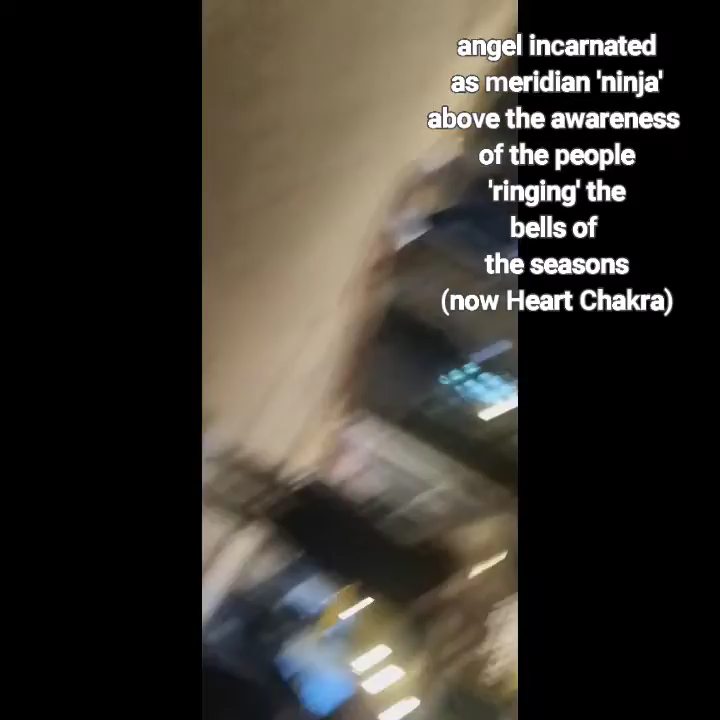 angel incarnated
as meridian 'ninja'
above the awareness
of the people
'ringing' the
bells of
the seasons
(now Heart Chakra)